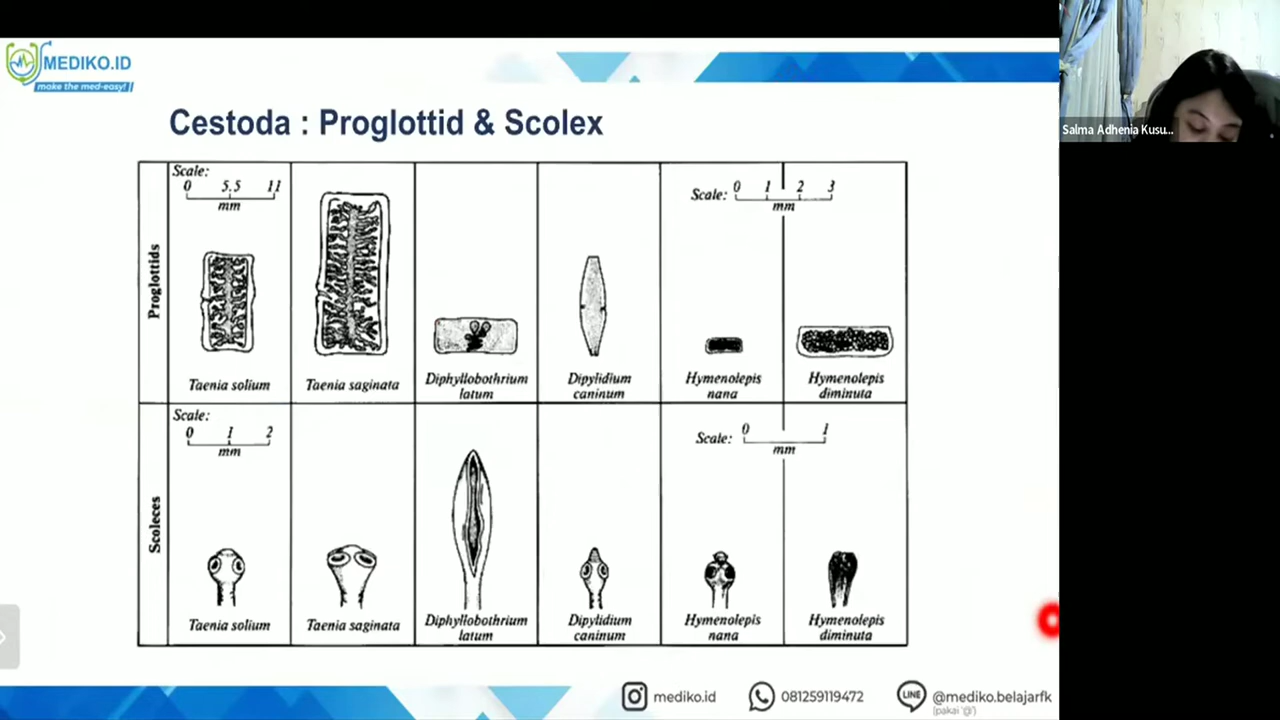 MEDIKO.ID
make the med-easy!
Cestoda : Proglottid & Scolex
Salma Adhenia Kusu...
Proglottids
Scale:
0 5.5 11
mm
Scale: 0 1 2 3
mm
Taenia solium
Taenia saginata
Diphyllobothrium
latum
Dipylidium
caninum
Hymenolepis
nana
Hymenolepis
diminuta
Scoleces
Scale:
0 1 2
mm
Scale: 0 1
mm
Taenia solium
Taenia saginata
Diphyllobothrium
latum
Dipylidium
caninum
Hymenolepis
nana
Hymenolepis
diminuta
mediko.id
081259119472
LINE
@mediko.belajarfk
(pakai '@')